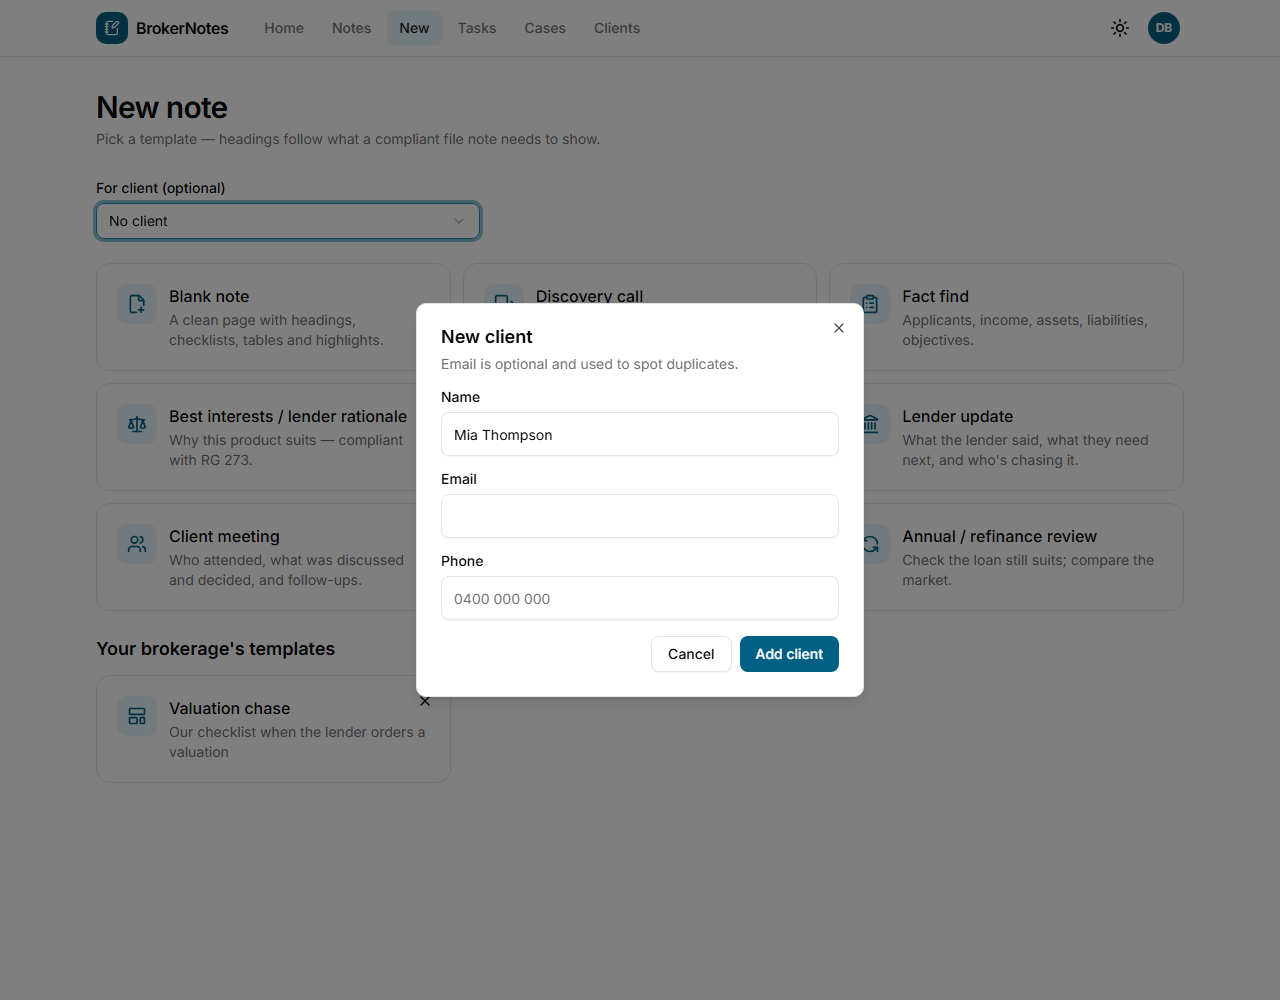 BrokerNotes Home Notes New Tasks Cases Clients DB
New note
Pick a template — headings follow what a compliant file note needs to show.
For client (optional)
No client
Blank note
A clean page with headings,
checklists, tables and highlights.
Discovery call
Fact find
Applicants, income, assets, liabilities,
objectives.
Best interests / lender rationale
Why this product suits — compliant
with RG 273.
Lender update
What the lender said, what they need
next, and who's chasing it.
Client meeting
Who attended, what was discussed
and decided, and follow-ups.
Annual / refinance review
Check the loan still suits; compare the
market.
Your brokerage's templates
Valuation chase
Our checklist when the lender orders a
valuation
New client
Email is optional and used to spot duplicates.
Name
Mia Thompson
Email
Phone
0400 000 000
Cancel Add client